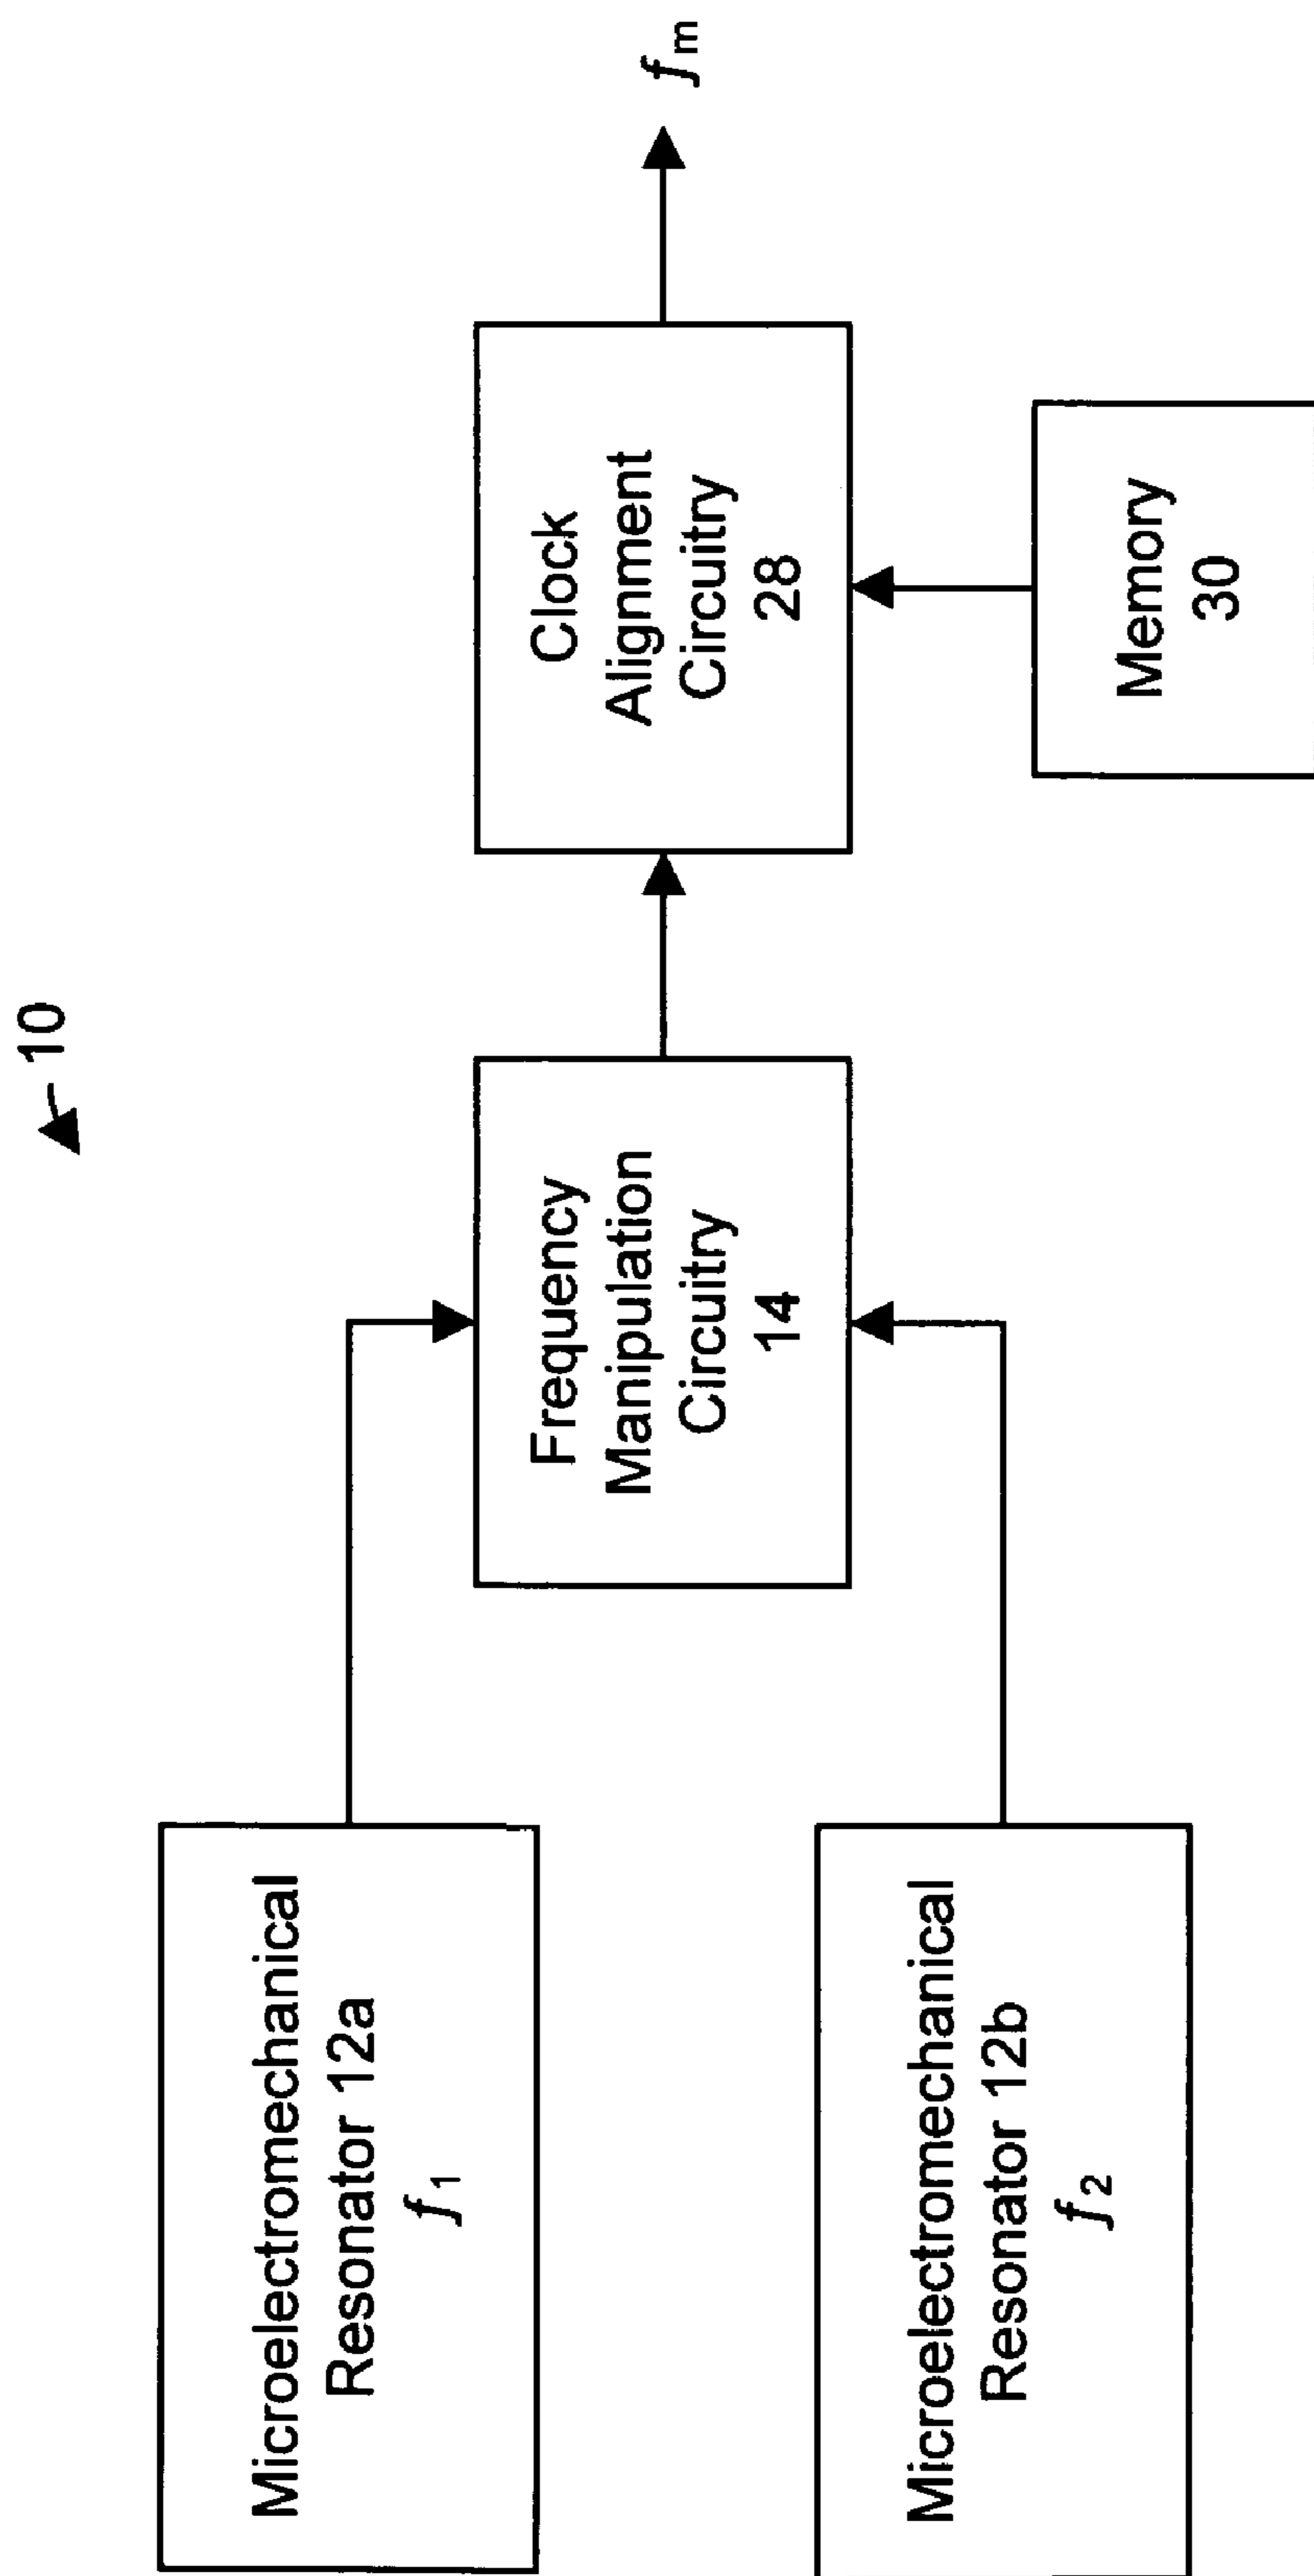 10
Microelectromechanical
Resonator 12a
f1
Microelectromechanical
Resonator 12b
f2
Frequency
Manipulation
Circuitry
14
Clock
Alignment
Circuitry
28
Memory
30
fm